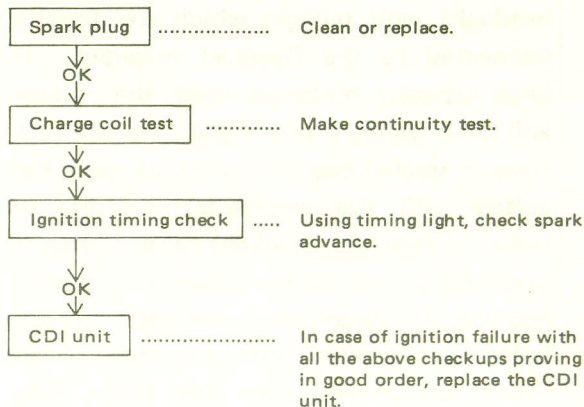 Spark plug ................... Clean or replace.
OK
Charge coil test ............. Make continuity test.
OK
Ignition timing check ..... Using timing light, check spark
advance.
OK
CDI unit ...................... In case of ignition failure with
all the above checkups proving
in good order, replace the CDI
unit.